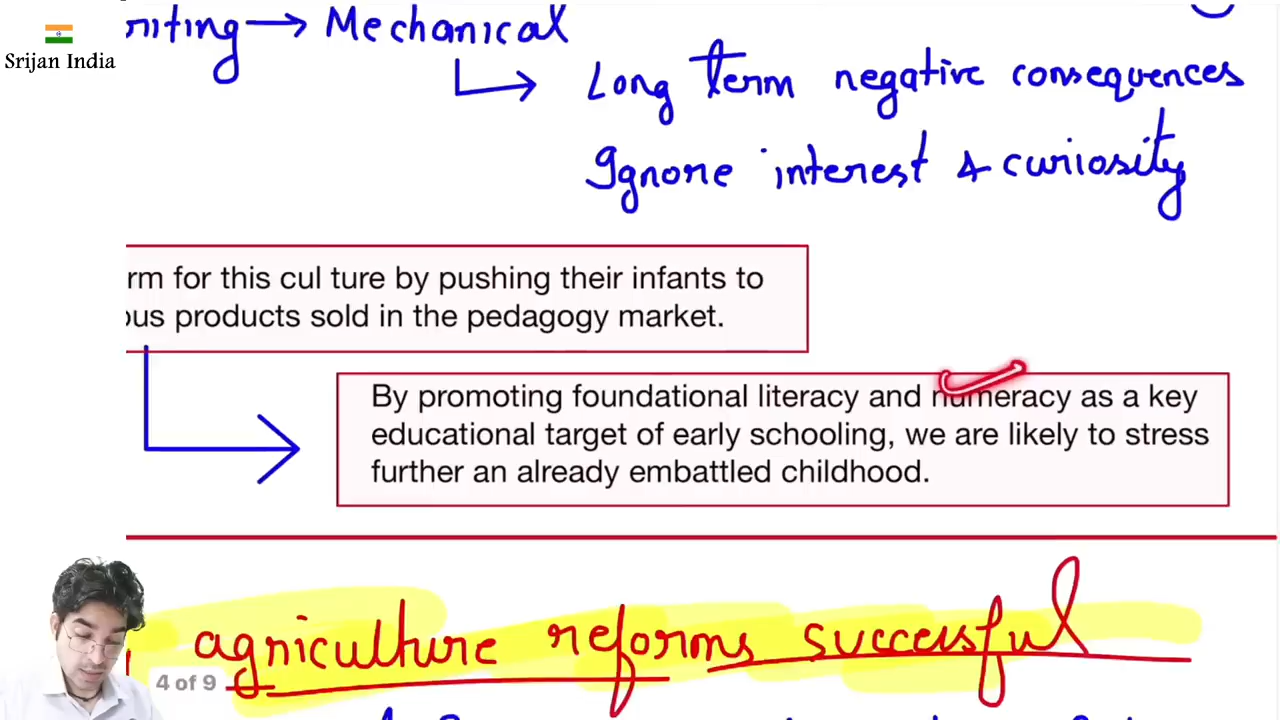 riting → Mechanical
Srijan India
Long term negative consequences
Ignore interest & curiosity
rm for this cul ture by pushing their infants to
ous products sold in the pedagogy market.
By promoting foundational literacy and numeracy as a key
educational target of early schooling, we are likely to stress
further an already embattled childhood.
agriculture reforms successful
4 of 9